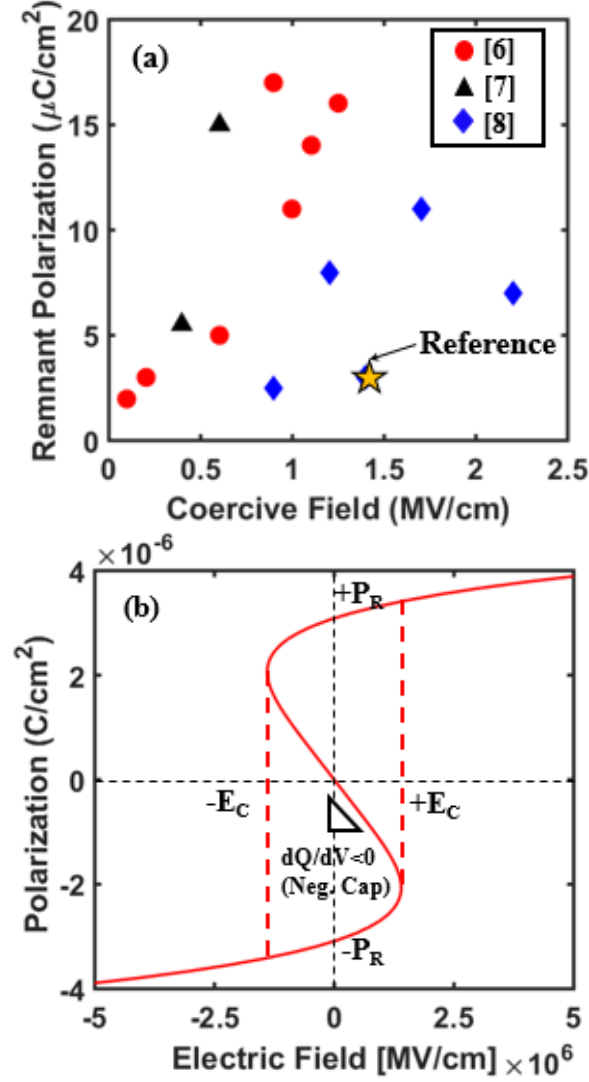 20
15
10
5
0
Remnant Polarization (μC/cm²)
(a)
[6]
[7]
[8]
Reference
0 0.5 1 1.5 2 2.5
Coercive Field (MV/cm)
×10⁻⁶
4
2
0
-2
-4
Polarization (C/cm²)
(b)
+P_R
-E_C
+E_C
dQ/dV<0
(Neg. Cap)
-P_R
-5 -2.5 0 2.5 5
Electric Field [MV/cm] ×10⁶